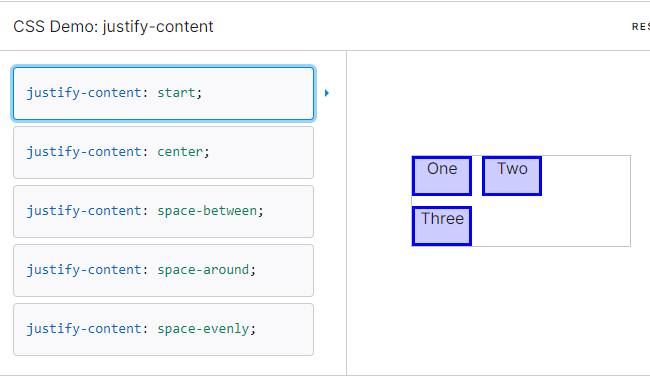 CSS Demo: justify-content
RES
justify-content: start;
justify-content: center;
justify-content: space-between;
justify-content: space-around;
justify-content: space-evenly;
One
Two
Three